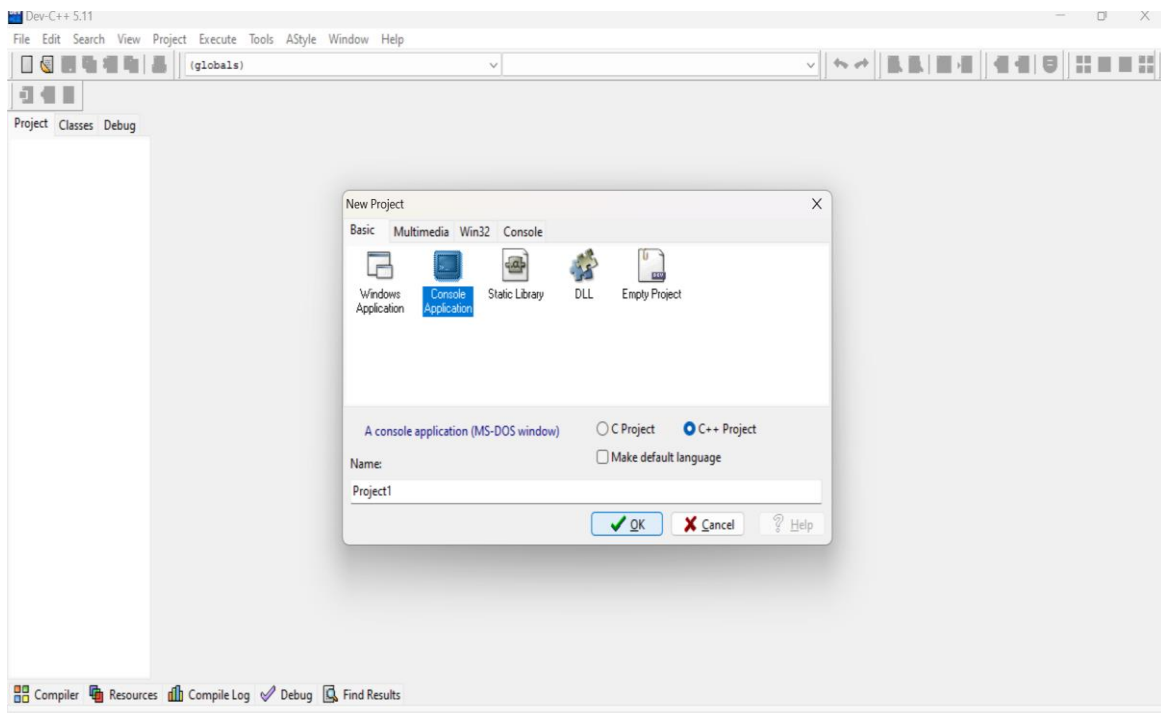 Dev-C++ 5.11
File Edit Search View Project Execute Tools AStyle Window Help
(globals)
Project Classes Debug
New Project
Basic Multimedia Win32 Console
Windows Application
Console Application
Static Library
DLL
Empty Project
A console application (MS-DOS window)
C Project C++ Project
Make default language
Name:
Project1
OK Cancel Help
Compiler Resources Compile Log Debug Find Results